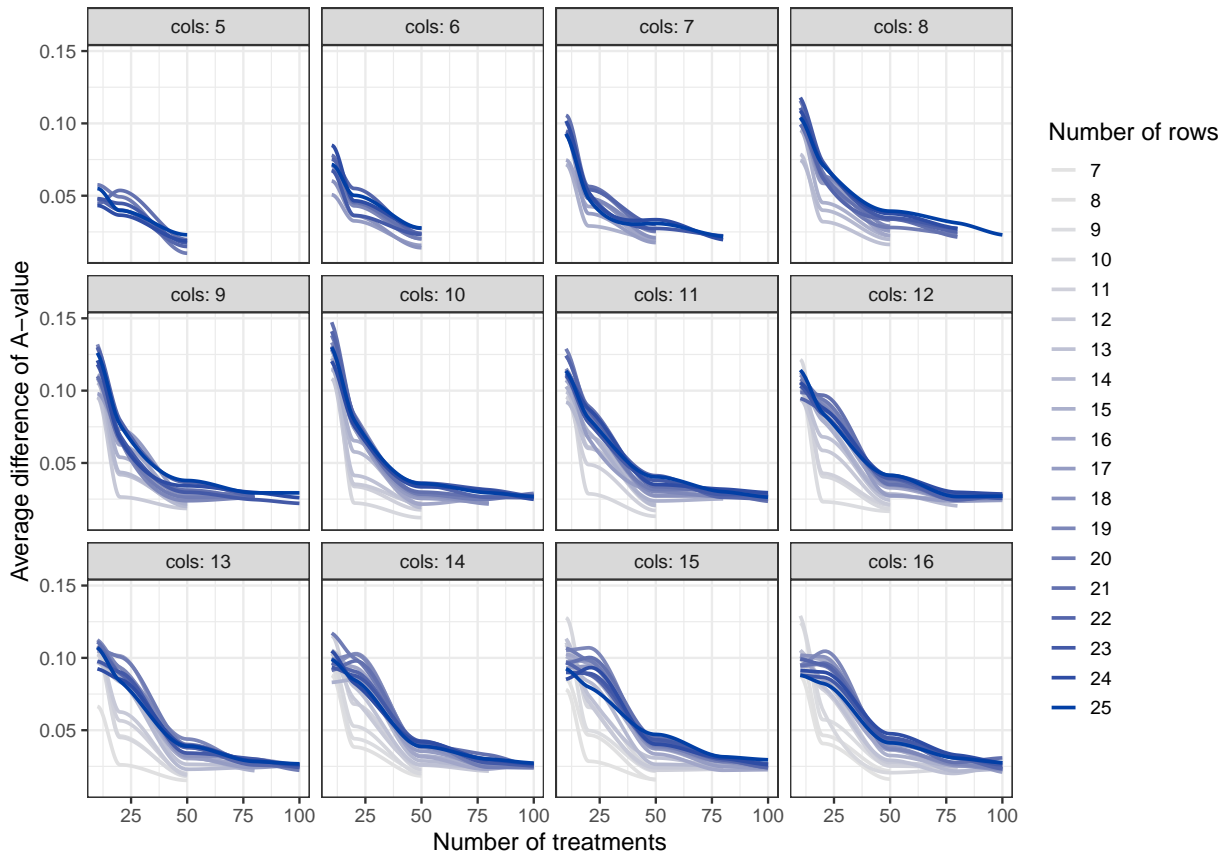 cols: 5
cols: 6
cols: 7
cols: 8
0.15
0.10
0.05
cols: 9
cols: 10
cols: 11
cols: 12
0.15
0.10
0.05
cols: 13
cols: 14
cols: 15
cols: 16
0.15
0.10
0.05
25 50 75 100
25 50 75 100
25 50 75 100
25 50 75 100
Number of treatments
Average difference of A−value
Number of rows
7
8
9
10
11
12
13
14
15
16
17
18
19
20
21
22
23
24
25